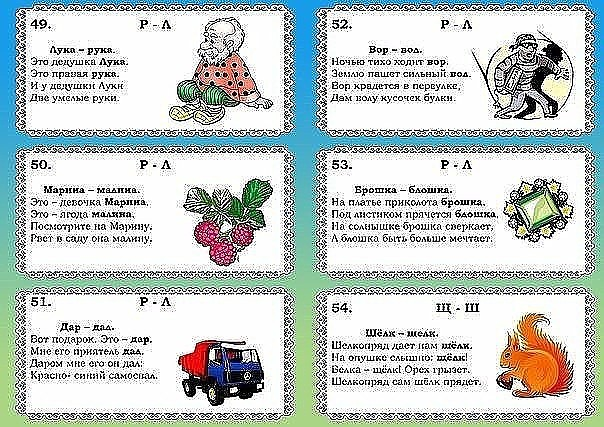 49. Р - Л
Лука – рука.
Это дедушка Лука.
Это правая рука.
И у дедушки Луки
Две умелые руки.
50. Р - Л
Марина – малина.
Это – девочка Марина.
Это – ягода малина.
Посмотрите на Марину,
Рвет в саду она малину.
51. Р - Л
Дар – дал.
Вот подарок. Это – дар.
Мне его приятель дал.
Даром мне его он дал:
Красно- синий самосвал.
52. Р - Л
Вор – вол.
Ночью тихо ходит вор.
Землю пашет сильный вол.
Вор крадется в переулке,
Дам волу кусочек булки.
53. Р - Л
Брошка – блошка.
На платье приколота брошка.
Под листиком прячется блошка.
На солнышке брошка сверкает,
А блошка быть больше мечтает.
54. Щ - Ш
Шёлк – щелк.
Шелкопряд дает нам шёлк.
На опушке слышно: щёлк!
Белка – щёлк! Орех грызет.
Шелкопряд сам шёлк прядет.